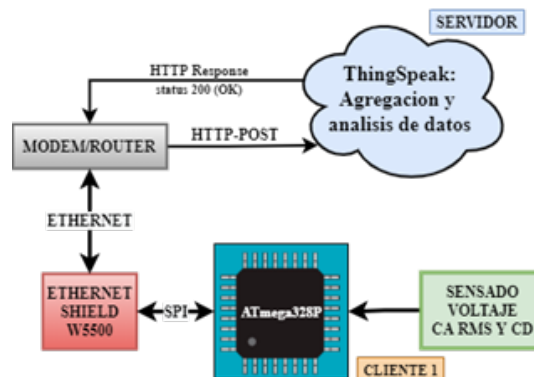 SERVIDOR
HTTP Response
status 200 (OK)
ThingSpeak:
Agregacion y
analisis de datos
MODEM/ROUTER
HTTP-POST
ETHERNET
ETHERNET
SHIELD
W5500
SPI
ATmega328P
SENSADO
VOLTAJE
CA RMS Y CD
CLIENTE 1